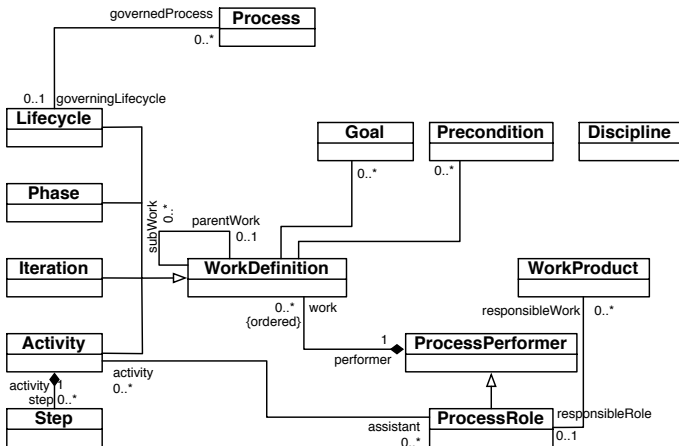 governedProcess
Process
0..*
0..1 governingLifecycle
Lifecycle
Goal
Precondition
Discipline
0..*
0..*
Phase
subWork
0..*
parentWork
0..1
Iteration
WorkDefinition
WorkProduct
0..* work
{ordered}
responsibleWork 0..*
Activity
1
performer
ProcessPerformer
activity 1
step 0..*
activity
0..*
Step
assistant
0..*
ProcessRole
responsibleRole
0..1